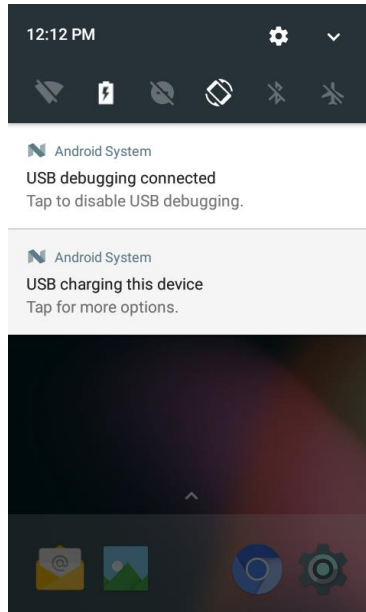 12:12 PM
Android System
USB debugging connected
Tap to disable USB debugging.
Android System
USB charging this device
Tap for more options.